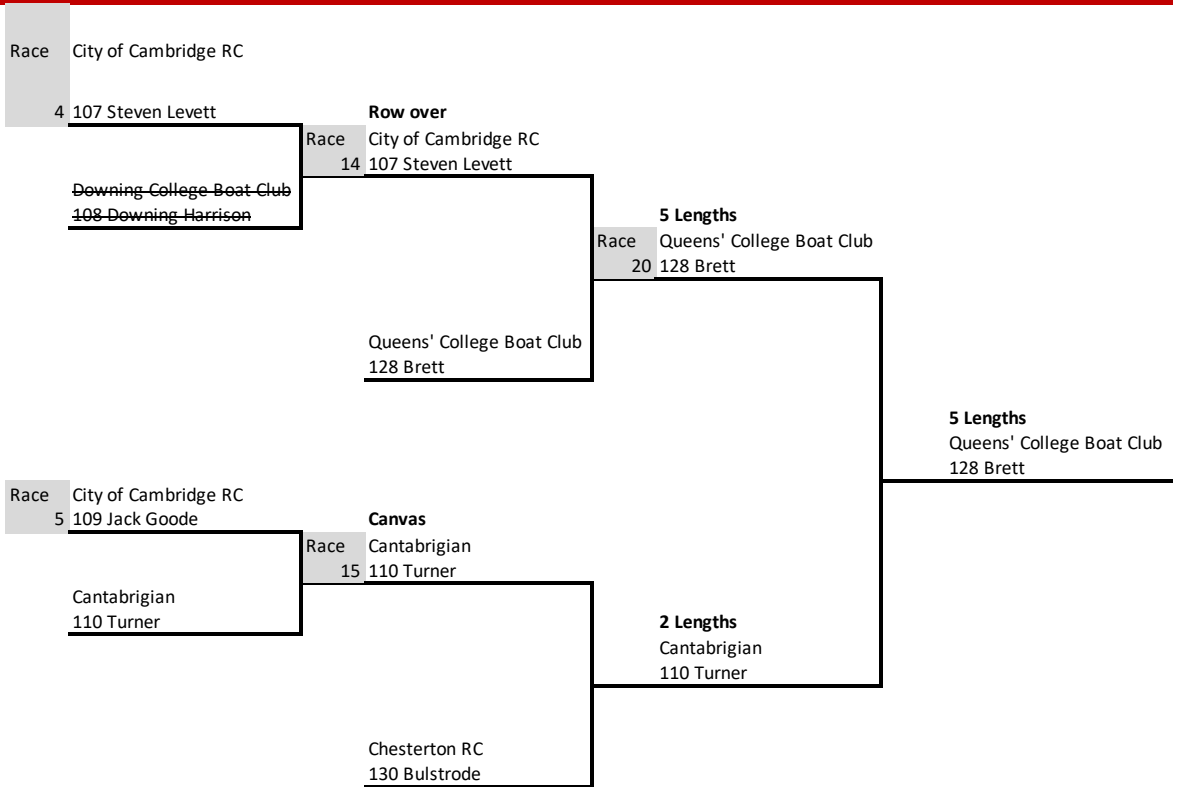 Race City of Cambridge RC
4 107 Steven Levett
Row over
Race City of Cambridge RC
14 107 Steven Levett
Downing College Boat Club
108 Downing Harrison
5 Lengths
Race Queens' College Boat Club
20 128 Brett
Queens' College Boat Club
128 Brett
5 Lengths
Queens' College Boat Club
128 Brett
Race City of Cambridge RC
5 109 Jack Goode
Canvas
Race Cantabrigian
15 110 Turner
Cantabrigian
110 Turner
2 Lengths
Cantabrigian
110 Turner
Chesterton RC
130 Bulstrode